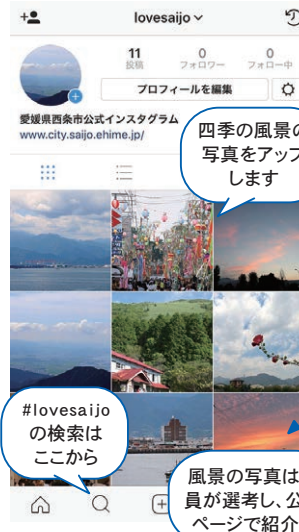 lovesaijo
11 0 0
投稿 フォロワー フォロー中
プロフィールを編集
愛媛県西条市公式インスタグラム
www.city.saijo.ehime.jp/
四季の風景の
写真をアップ
します
#lovesaijo
の検索は
ここから
風景の写真は
員が選考し、公
ページで紹介